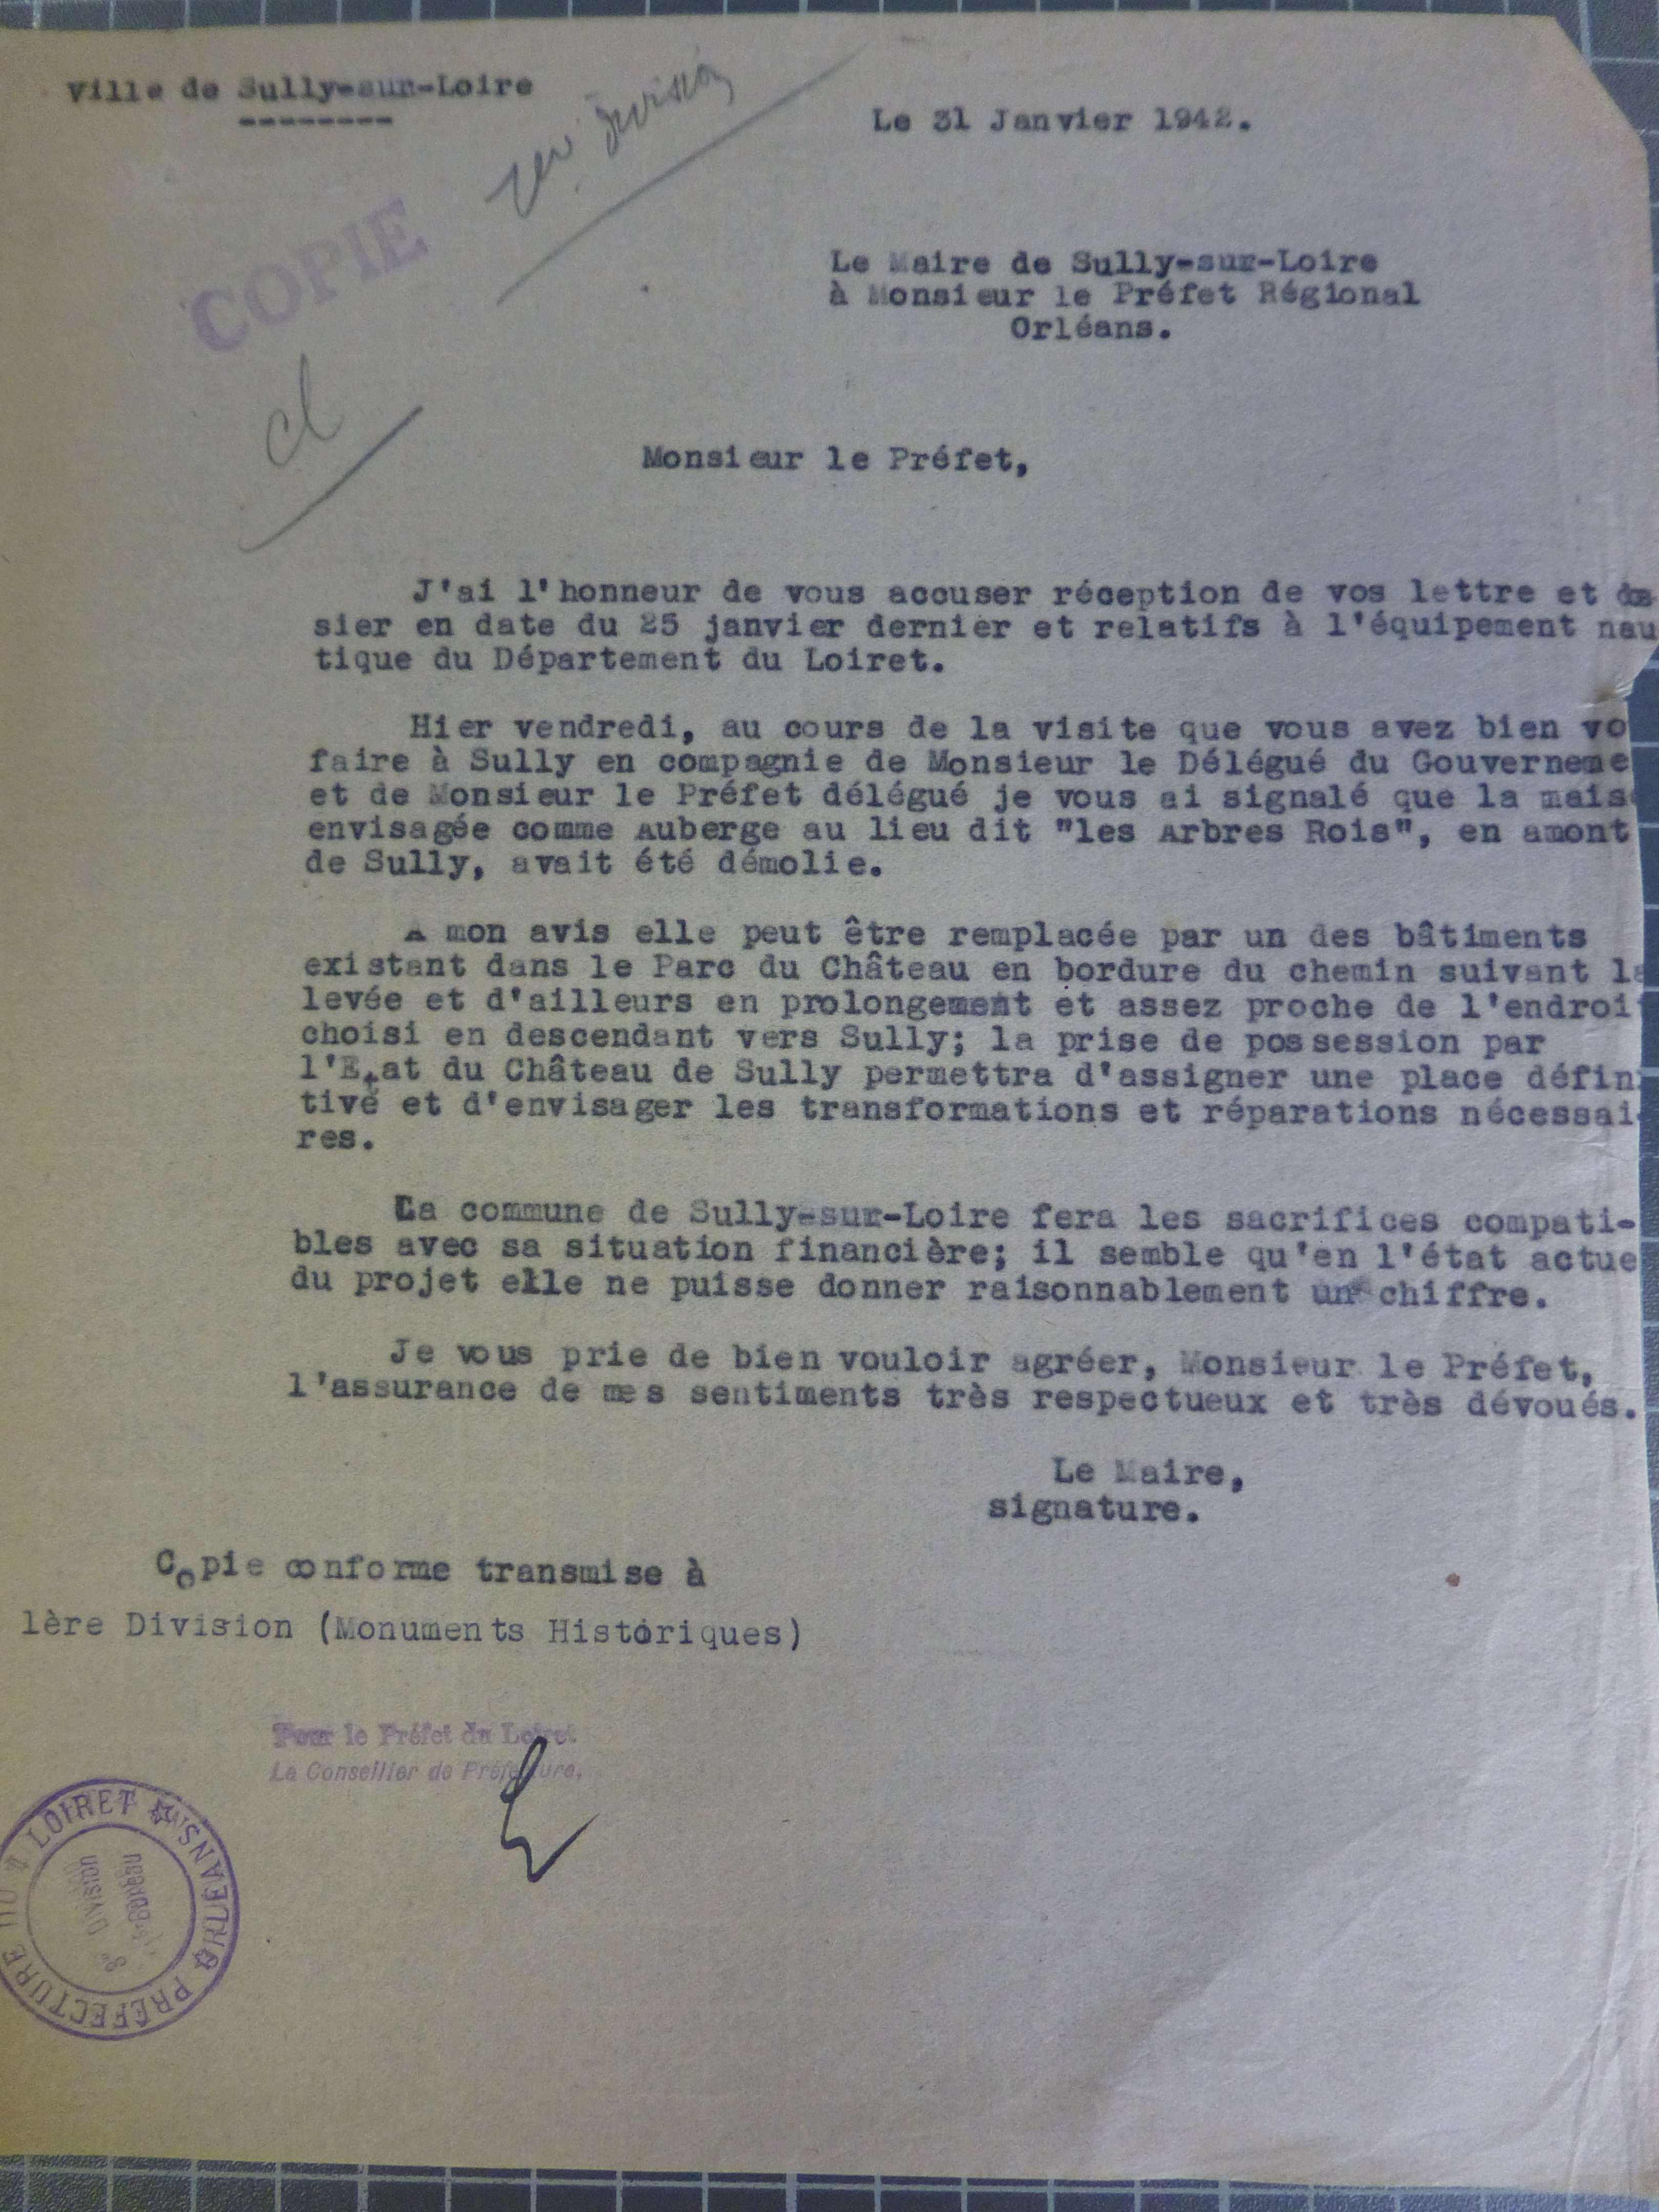 Ville de Sully-sur-Loire
--------
1ère division
Le 31 Janvier 1942.
COPIE
Le Maire de Sully-sur-Loire
à Monsieur le Préfet Régional
Orléans.
cl
Monsieur le Préfet,
J'ai l'honneur de vous accuser réception de vos lettre et dos
sier en date du 25 janvier dernier et relatifs à l'équipement nau
tique du Département du Loiret.
Hier vendredi, au cours de la visite que vous avez bien vo
faire à Sully en compagnie de Monsieur le Délégué du Gouverneme
et de Monsieur le Préfet délégué je vous ai signalé que la mais
envisagée comme Auberge au lieu dit "les Arbres Rois", en amont
de Sully, avait été démolie.
A mon avis elle peut être remplacée par un des bâtiments
existant dans le Parc du Château en bordure du chemin suivant la
levée et d'ailleurs en prolongement et assez proche de l'endroit
choisi en descendant vers Sully; la prise de possession par
l'Etat du Château de Sully permettra d'assigner une place défini
tive et d'envisager les transformations et réparations nécessai-
res.
La commune de Sully-sur-Loire fera les sacrifices compati-
bles avec sa situation financière; il semble qu'en l'état actue
du projet elle ne puisse donner raisonnablement un chiffre.
Je vous prie de bien vouloir agréer, Monsieur le Préfet,
l'assurance de mes sentiments très respectueux et très dévoués.
Le Maire,
signature.
Copie conforme transmise à
1ère Division (Monuments Historiques)
Pour le Préfet du Loiret.
Le Conseiller de Préfecture,
PREFECTURE DU LOIRET ORLEANS
Division
Bureau